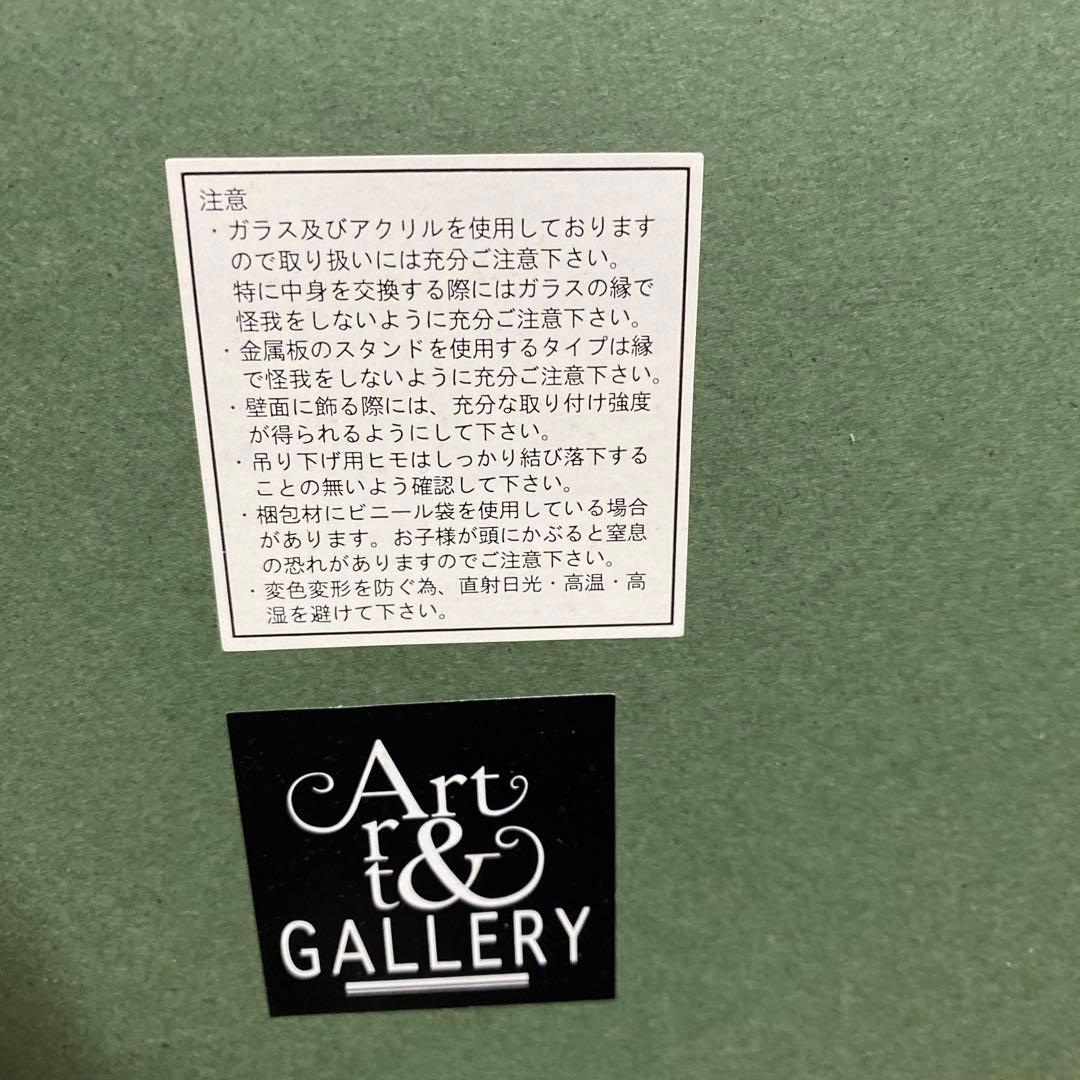 注意
・ガラス及びアクリルを使用しております
ので取り扱いには充分ご注意下さい。
特に中身を交換する際にはガラスの縁で
怪我をしないように充分ご注意下さい。
・金属板のスタンドを使用するタイプは縁
で怪我をしないように充分ご注意下さい。
・壁面に飾る際には、充分な取り付け強度
が得られるようにして下さい。
・吊り下げ用ヒモはしっかり結び落下する
ことの無いよう確認して下さい。
・梱包材にビニール袋を使用している場合
があります。お子様が頭にかぶると窒息
の恐れがありますのでご注意下さい。
・変色変形を防ぐ為、直射日光・高温・高
湿を避けて下さい。
Art
rt&
GALLERY